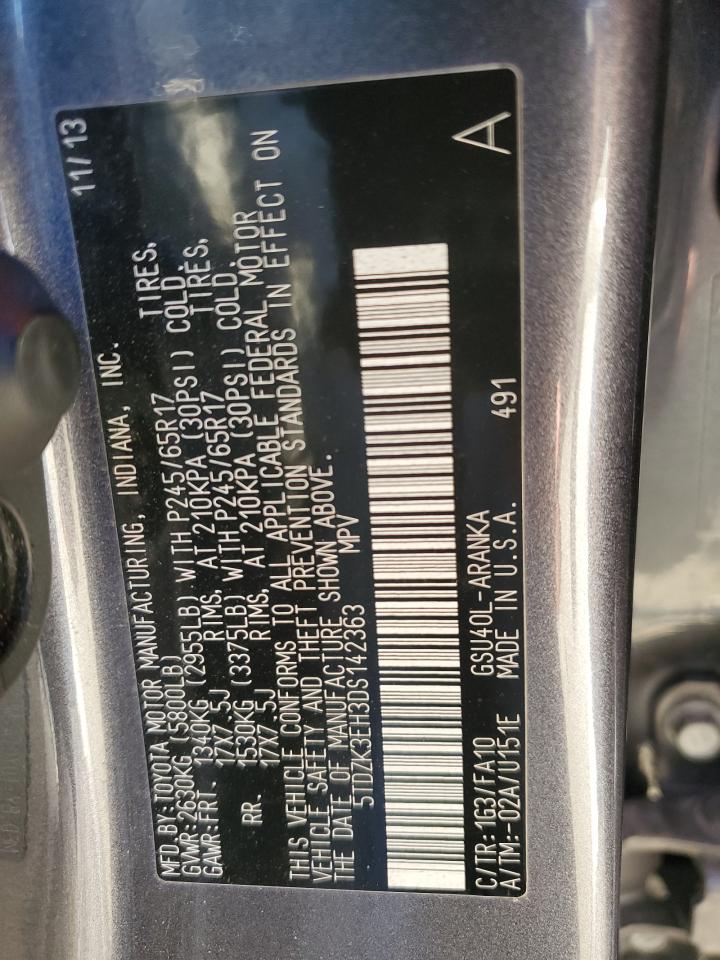 11/13
MFD.BY:TOYOTA MOTOR MANUFACTURING, INDIANA, INC.
GVWR:2630KG (5800LB)
GAWR:FRT. 1340KG (2955LB) WITH P245/65R17 TIRES,
17X7.5J RIMS, AT 210KPA (30PSI) COLD.
RR. 1530KG (3375LB) WITH P245/65R17 TIRES,
17X7.5J RIMS, AT 210KPA (30PSI) COLD.
THIS VEHICLE CONFORMS TO ALL APPLICABLE FEDERAL MOTOR
VEHICLE SAFETY AND THEFT PREVENTION STANDARDS IN EFFECT ON
THE DATE OF MANUFACTURE SHOWN ABOVE.
5TDZK3EH3DS142363 MPV
C/TR:1G3/FA10 GSU40L-ARANKA 491
A/TM:-02A/U151E MADE IN U.S.A.
A